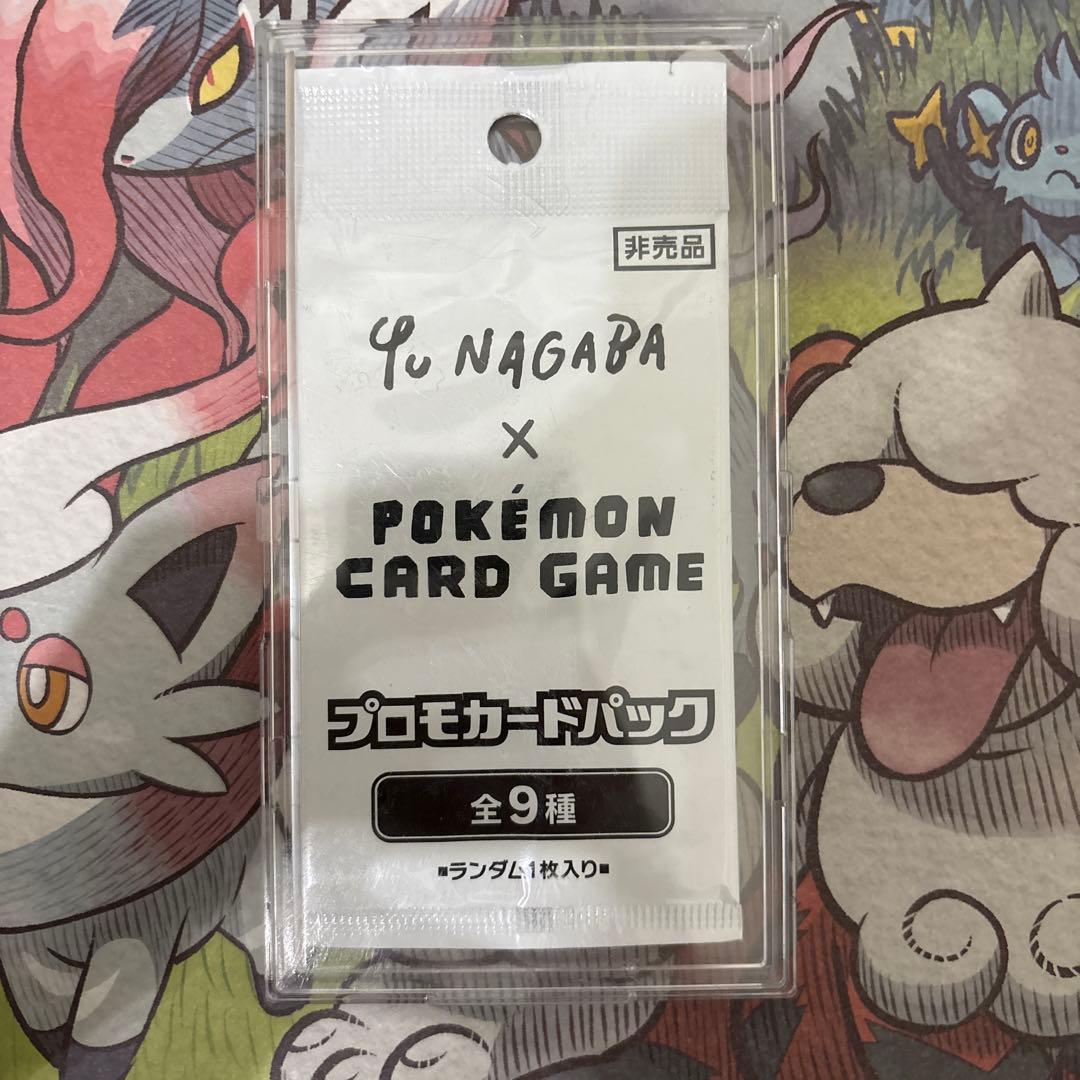 非売品
Yu NAGABA
×
POKÉMON
CARD GAME
プロモカードパック
全9種
■ランダム1枚入り■